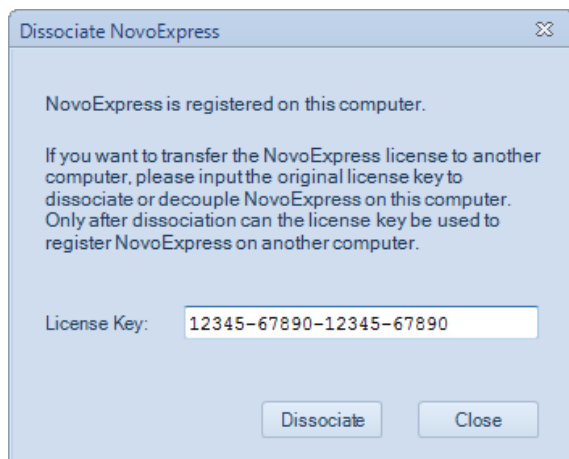 Dissociate NovoExpress
NovoExpress is registered on this computer.
If you want to transfer the NovoExpress license to another
computer, please input the original license key to
dissociate or decouple NovoExpress on this computer.
Only after dissociation can the license key be used to
register NovoExpress on another computer.
License Key: 12345-67890-12345-67890
Dissociate Close